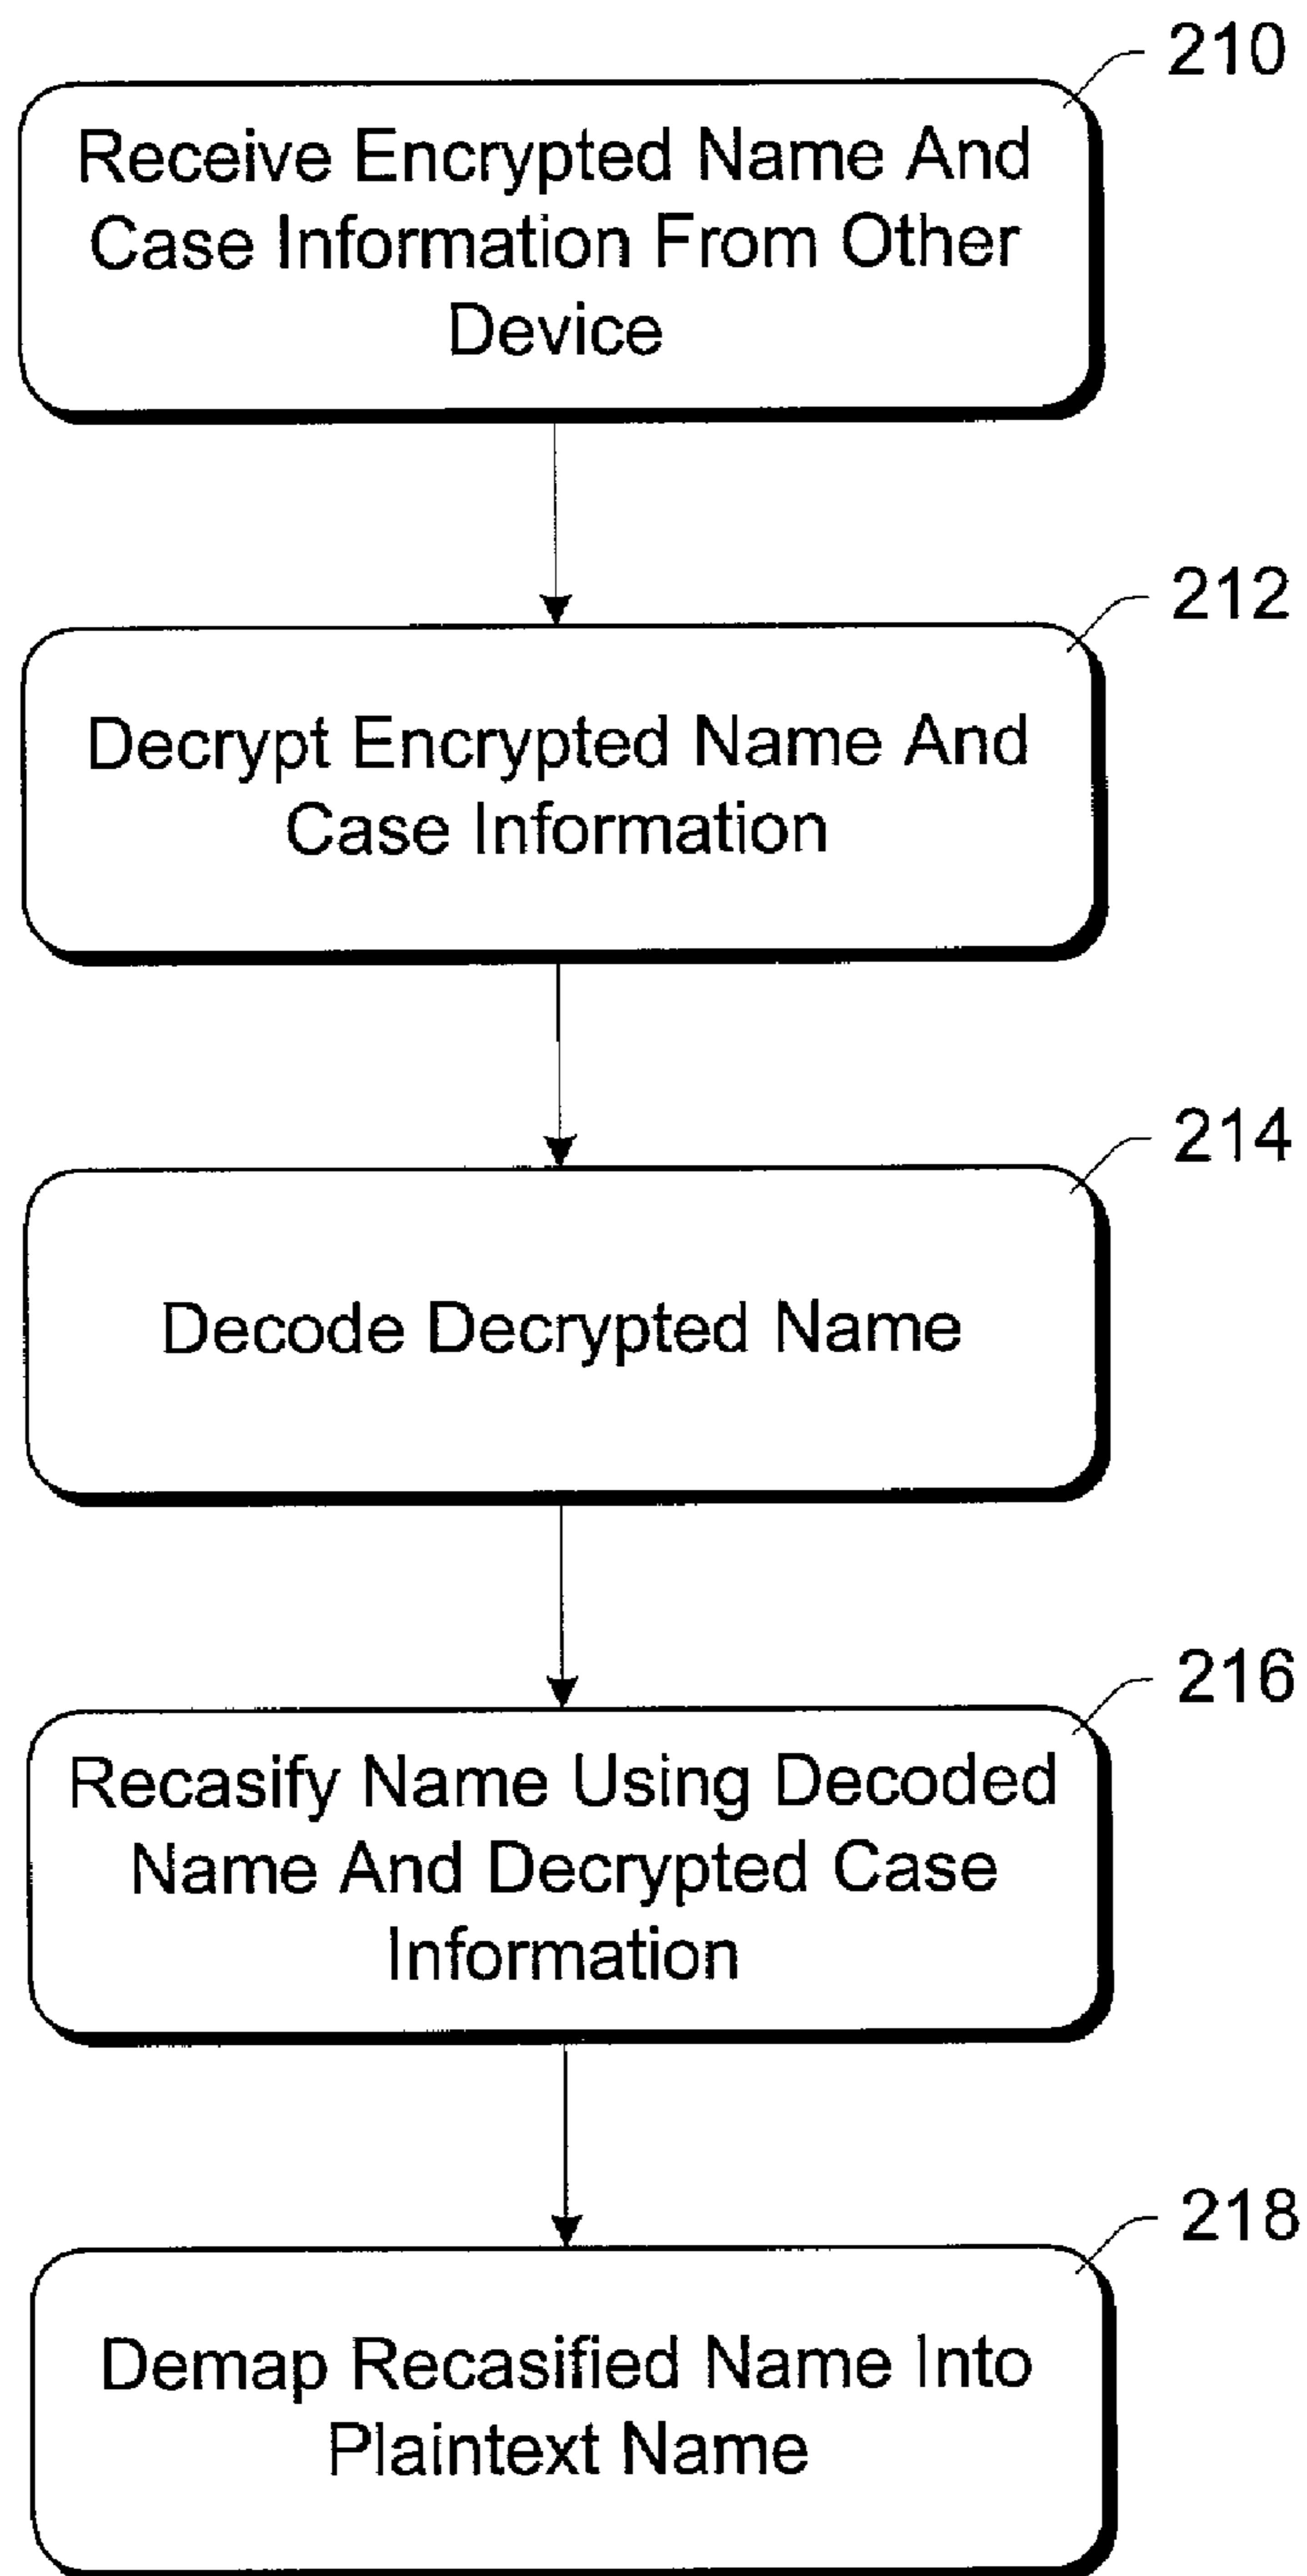 210
Receive Encrypted Name And
Case Information From Other
Device
212
Decrypt Encrypted Name And
Case Information
214
Decode Decrypted Name
216
Recasify Name Using Decoded
Name And Decrypted Case
Information
218
Demap Recasified Name Into
Plaintext Name